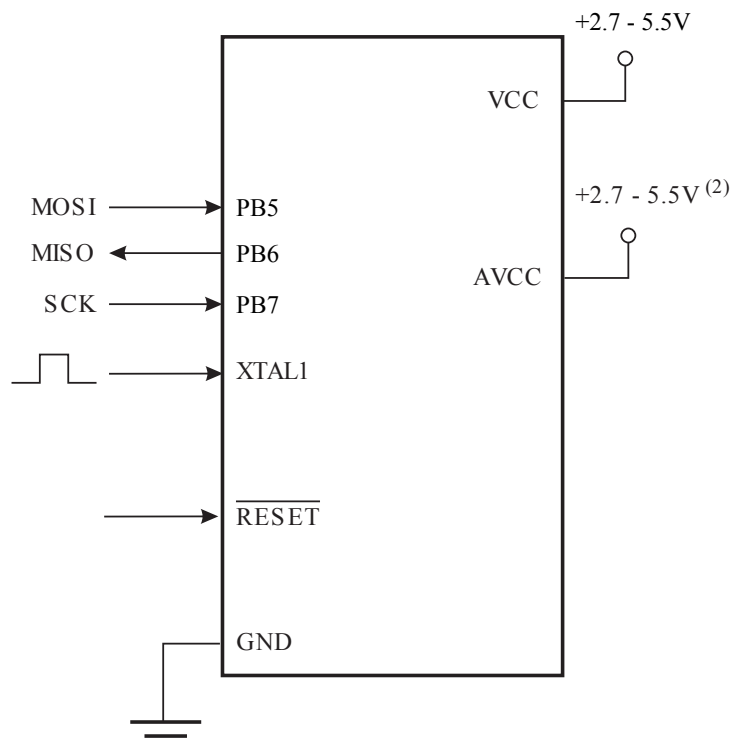 +2.7 - 5.5V
VCC
+2.7 - 5.5V (2)
MOSI PB5
MISO PB6
AVCC
SCK PB7
XTAL1
RESET
GND